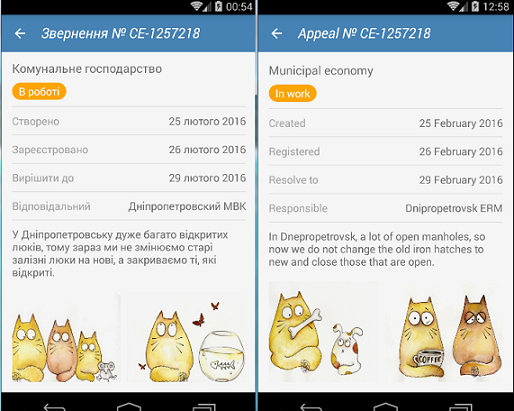 00:54
Звернення № CE-1257218
Комунальне господарство
В роботі
Створено 25 лютого 2016
Зареєстровано 26 лютого 2016
Вирішити до 29 лютого 2016
Відповідальний Дніпропетровский МВК
У Дніпропетровську дуже багато відкритих
люків, тому зараз ми не змінюємо старі
залізні люки на нові, а закриваємо ті, які
відкриті.
12:58
Appeal № CE-1257218
Municipal economy
In work
Created 25 February 2016
Registered 26 February 2016
Resolve to 29 February 2016
Responsible Dnipropetrovsk ERM
In Dnepropetrovsk, a lot of open manholes, so
now we do not change the old iron hatches to
new and close those that are open.
COFFEE